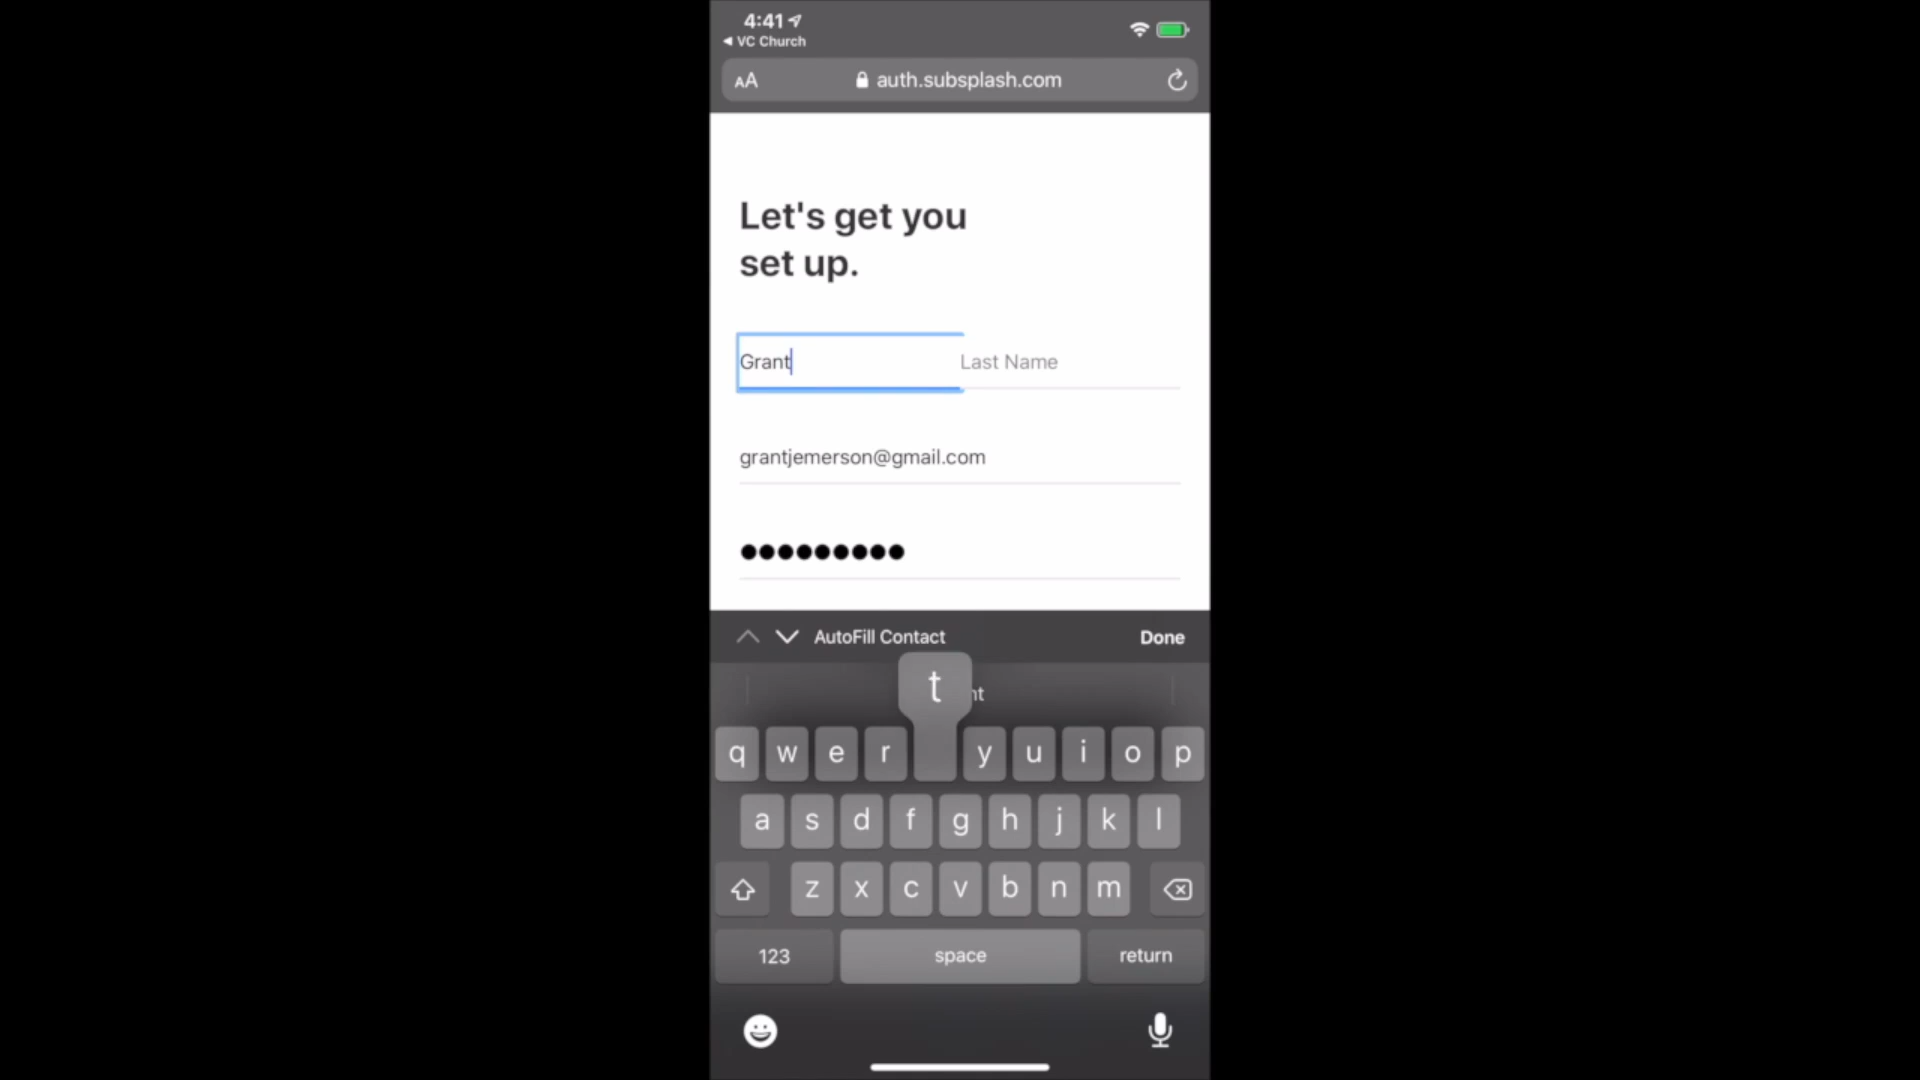 4:41
VC Church
AA auth.subsplash.com
Let's get you
set up.
Grant Last Name
grantjemerson@gmail.com
AutoFill Contact Done
t nt
q w e r y u i o p
a s d f g h j k l
z x c v b n m
123 space return